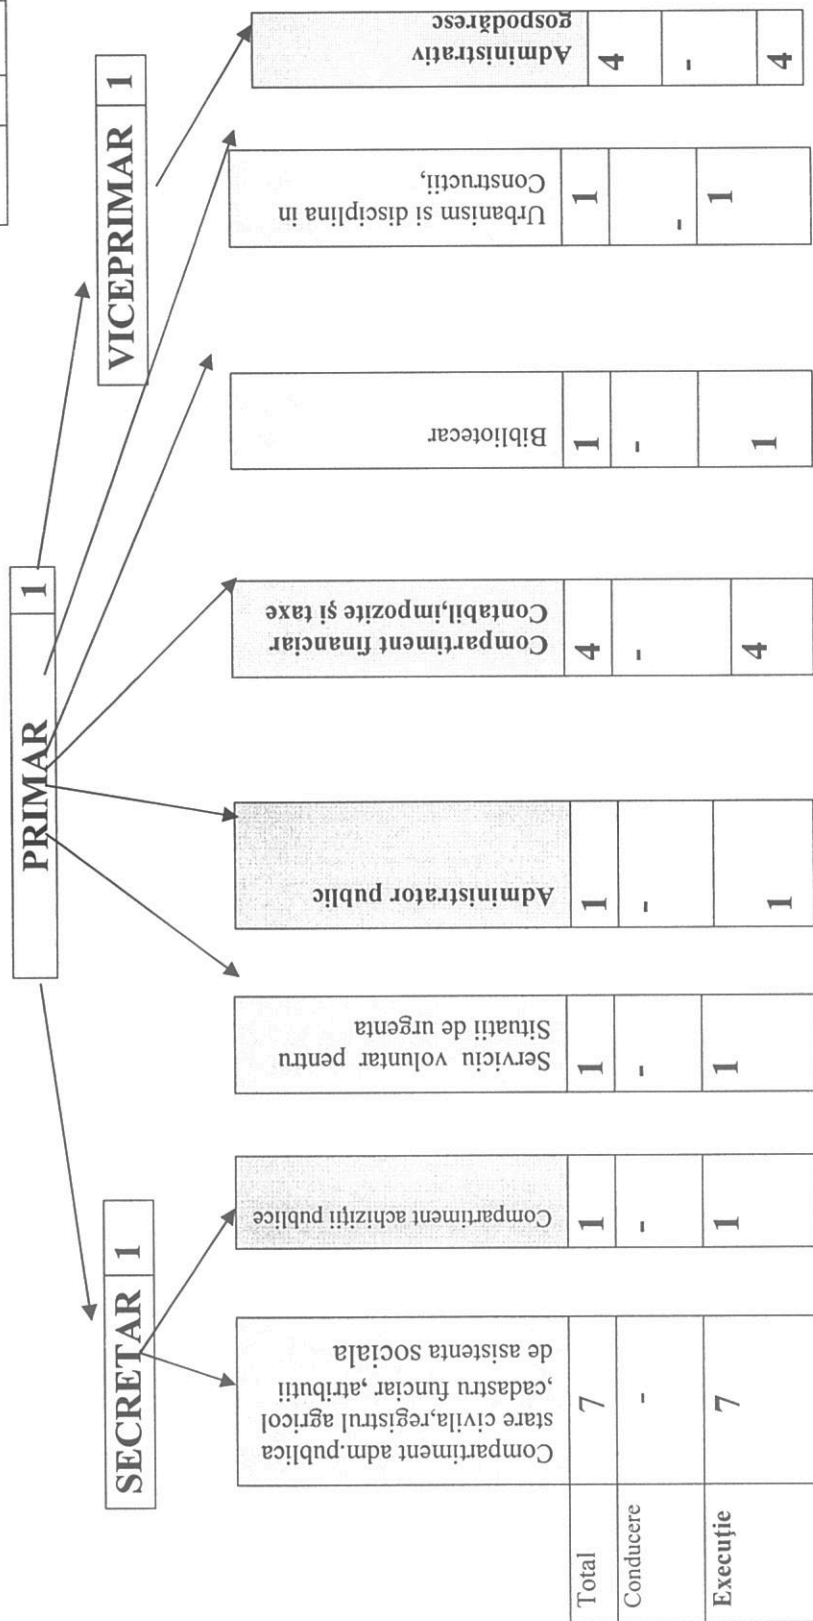 PRIMAR 1
SECRETAR 1
VICEPRIMAR 1
Compartiment adm.publica
stare civila,registrul agricol
,cadastru funciar ,atributii
de asistenta sociala
Compartiment achiziții publice
Serviciu voluntar pentru
Situatii de urgenta
Administrator public
Compartiment financiar
Contabil,impozite și taxe
Bibliotecar
Urbanism si disciplina in
Constructii,
Administrativ
gospodăresc
Total 7 1 1 1 4 1 1 4
Conducere - - - - - - - -
Execuție 7 1 1 1 4 1 1 4